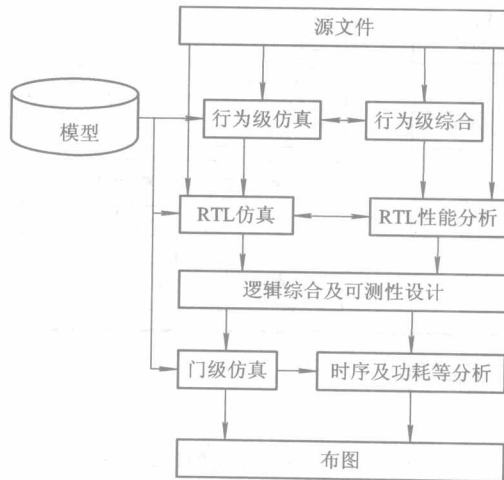 源文件
模型
行为级仿真
行为级综合
RTL仿真
RTL性能分析
逻辑综合及可测性设计
门级仿真
时序及功耗等分析
布图